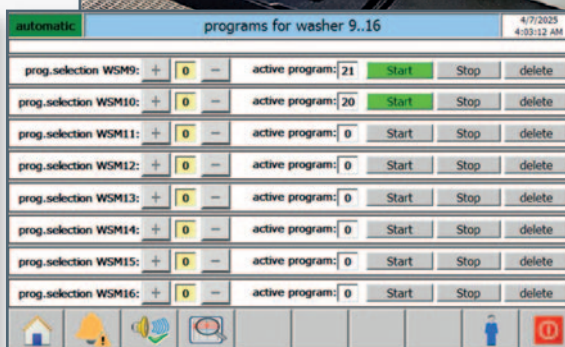 automatic programs for washer 9..16 4/7/2025
4:03:12 AM
prog.selection WSM9: + 0 - active program: 21 Start Stop delete
prog.selection WSM10: + 0 - active program: 20 Start Stop delete
prog.selection WSM11: + 0 - active program: 0 Start Stop delete
prog.selection WSM12: + 0 - active program: 0 Start Stop delete
prog.selection WSM13: + 0 - active program: 0 Start Stop delete
prog.selection WSM14: + 0 - active program: 0 Start Stop delete
prog.selection WSM15: + 0 - active program: 0 Start Stop delete
prog.selection WSM16: + 0 - active program: 0 Start Stop delete